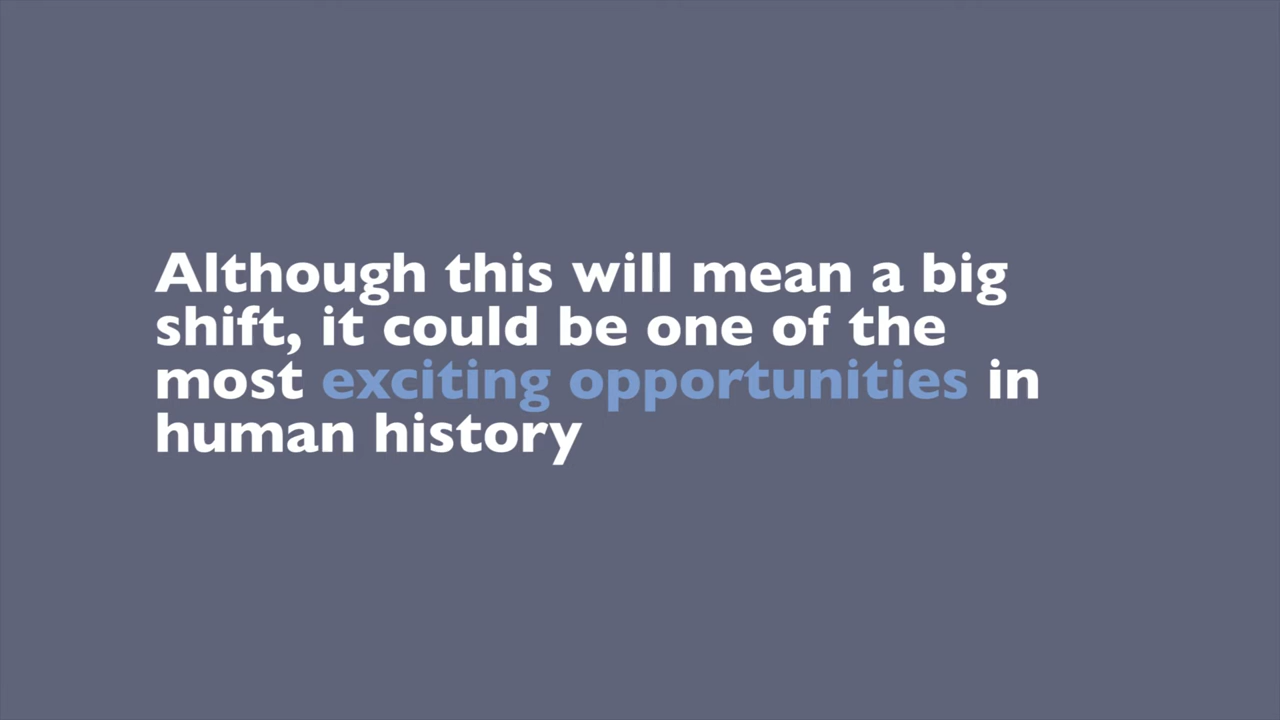 Although this will mean a big
shift, it could be one of the
most exciting opportunities in
human history